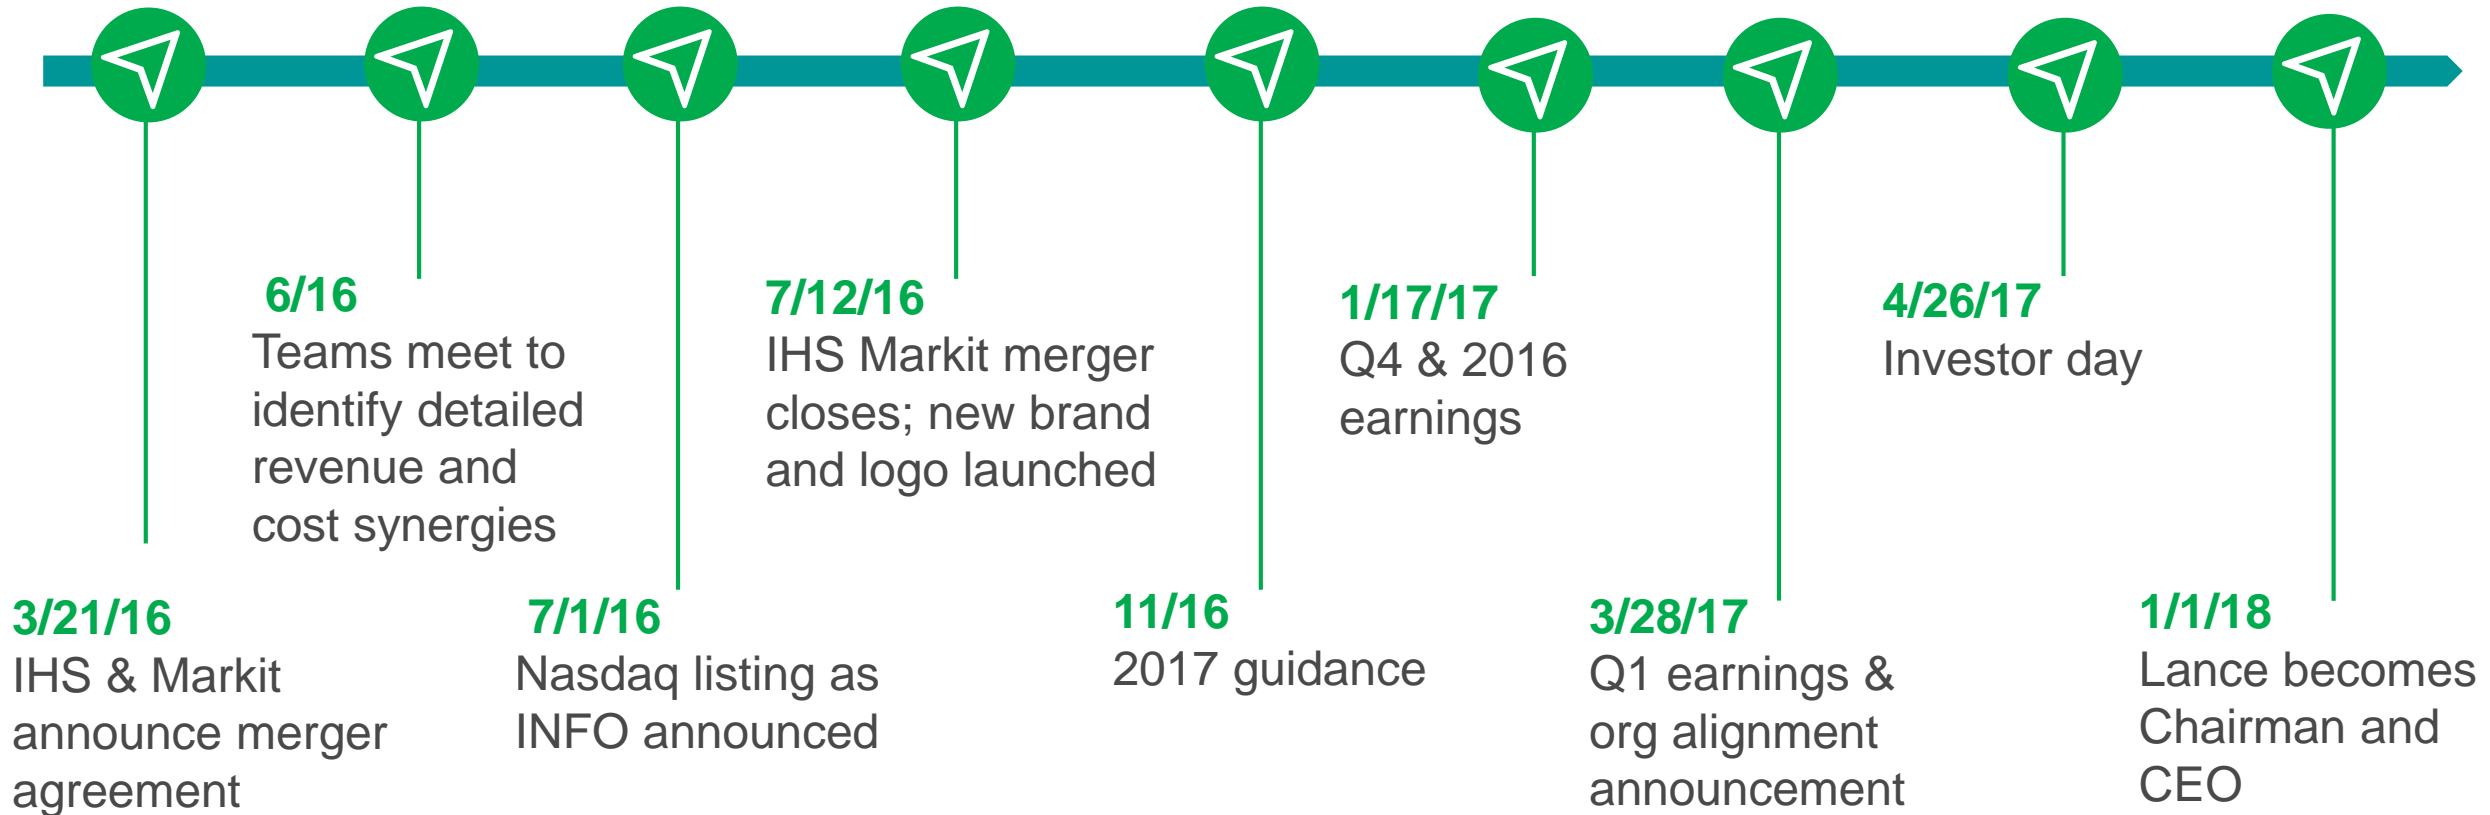 3/21/16
IHS & Markit
announce merger
agreement
6/16
Teams meet to
identify detailed
revenue and
cost synergies
7/1/16
Nasdaq listing as
INFO announced
7/12/16
IHS Markit merger
closes; new brand
and logo launched
11/16
2017 guidance
1/17/17
Q4 & 2016
earnings
3/28/17
Q1 earnings &
org alignment
announcement
4/26/17
Investor day
1/1/18
Lance becomes
Chairman and
CEO